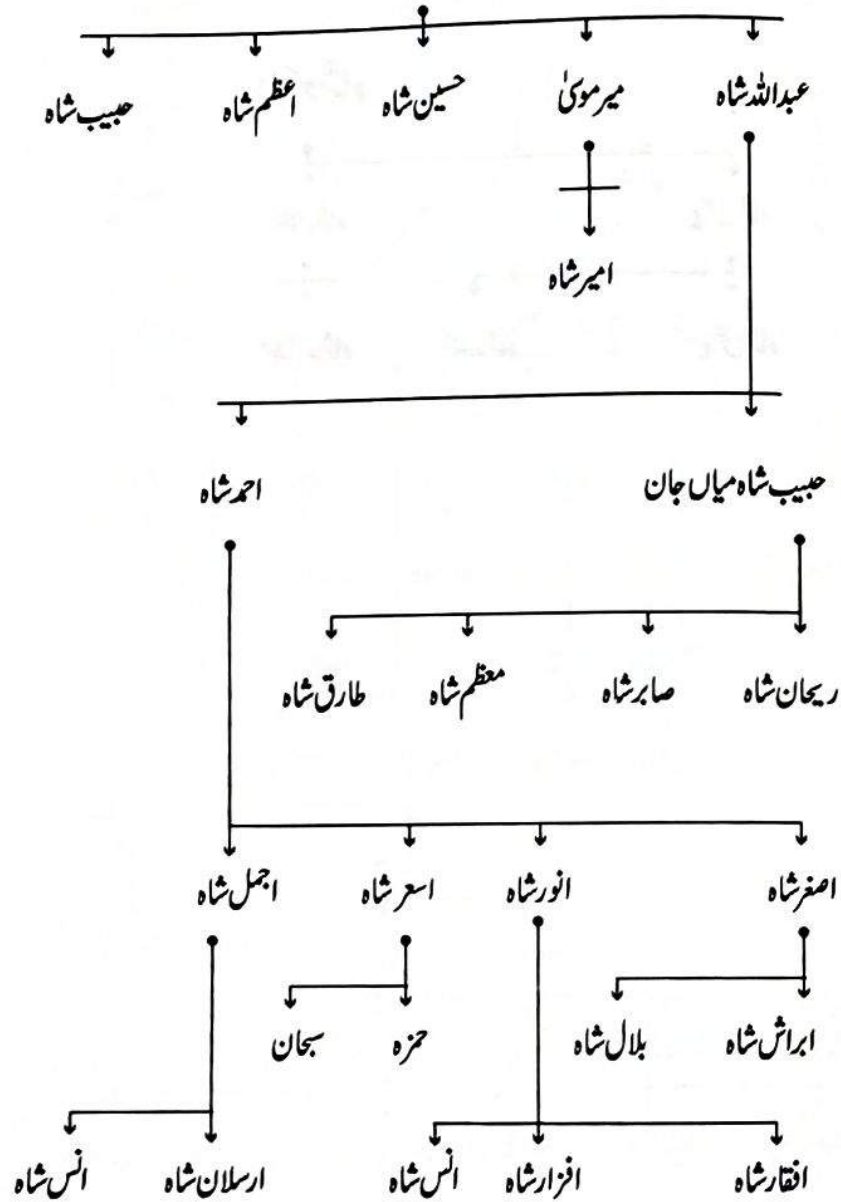 عبداللہ شاہ میر موسیٰ حسین شاہ اعظم شاہ حبیب شاہ
امیر شاہ
حبیب شاہ میاں جان احمد شاہ
ریحان شاہ صابر شاہ معظم شاہ طارق شاہ
اصغر شاہ انور شاہ اسعر شاہ اجمل شاہ
ابراش شاہ بلال شاہ حمزہ سبحان
افقار شاہ افزار شاہ انس شاہ ارسلان شاہ انس شاہ